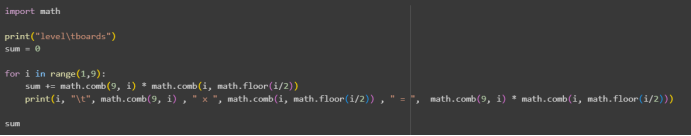 import math
print("level\tboards")
sum = 0
for i in range(1,9):
    sum += math.comb(9, i) * math.comb(i, math.floor(i/2))
    print(i, "\t", math.comb(9, i) , " x ", math.comb(i, math.floor(i/2)) , " = ",  math.comb(9, i) * math.comb(i, math.floor(i/2)))
sum